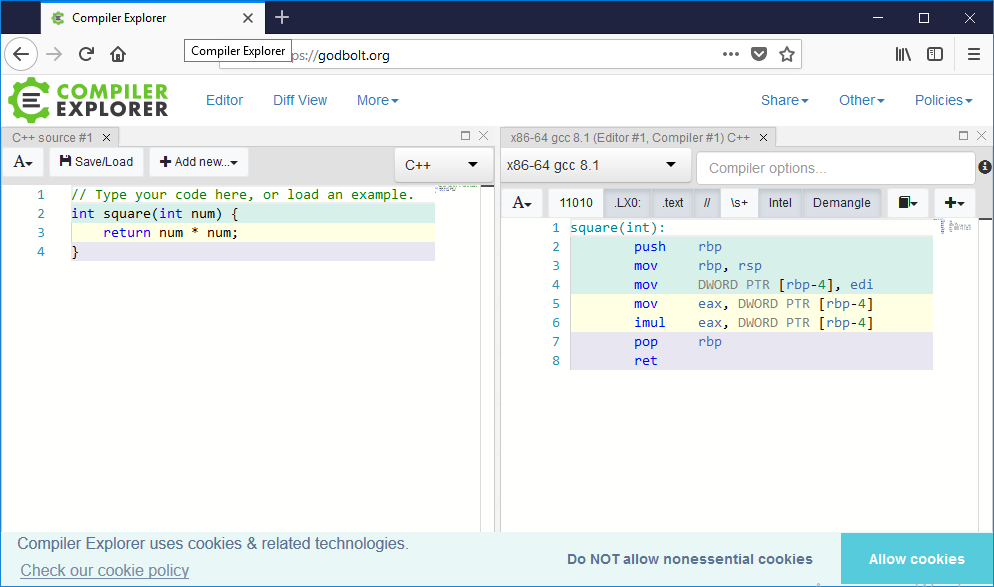 Compiler Explorer
Compiler Explorer
ps://godbolt.org
COMPILER
EXPLORER
Editor
Diff View
More
Share
Other
Policies
C++ source #1
A
Save/Load
Add new...
C++
1 // Type your code here, or load an example.
2 int square(int num) {
3 return num * num;
4 }
x86-64 gcc 8.1 (Editor #1, Compiler #1) C++
x86-64 gcc 8.1
Compiler options...
A
11010
.LX0:
.text
//
\s+
Intel
Demangle
1 square(int):
2 push rbp
3 mov rbp, rsp
4 mov DWORD PTR [rbp-4], edi
5 mov eax, DWORD PTR [rbp-4]
6 imul eax, DWORD PTR [rbp-4]
7 pop rbp
8 ret
Compiler Explorer uses cookies & related technologies.
Check our cookie policy
Do NOT allow nonessential cookies
Allow cookies